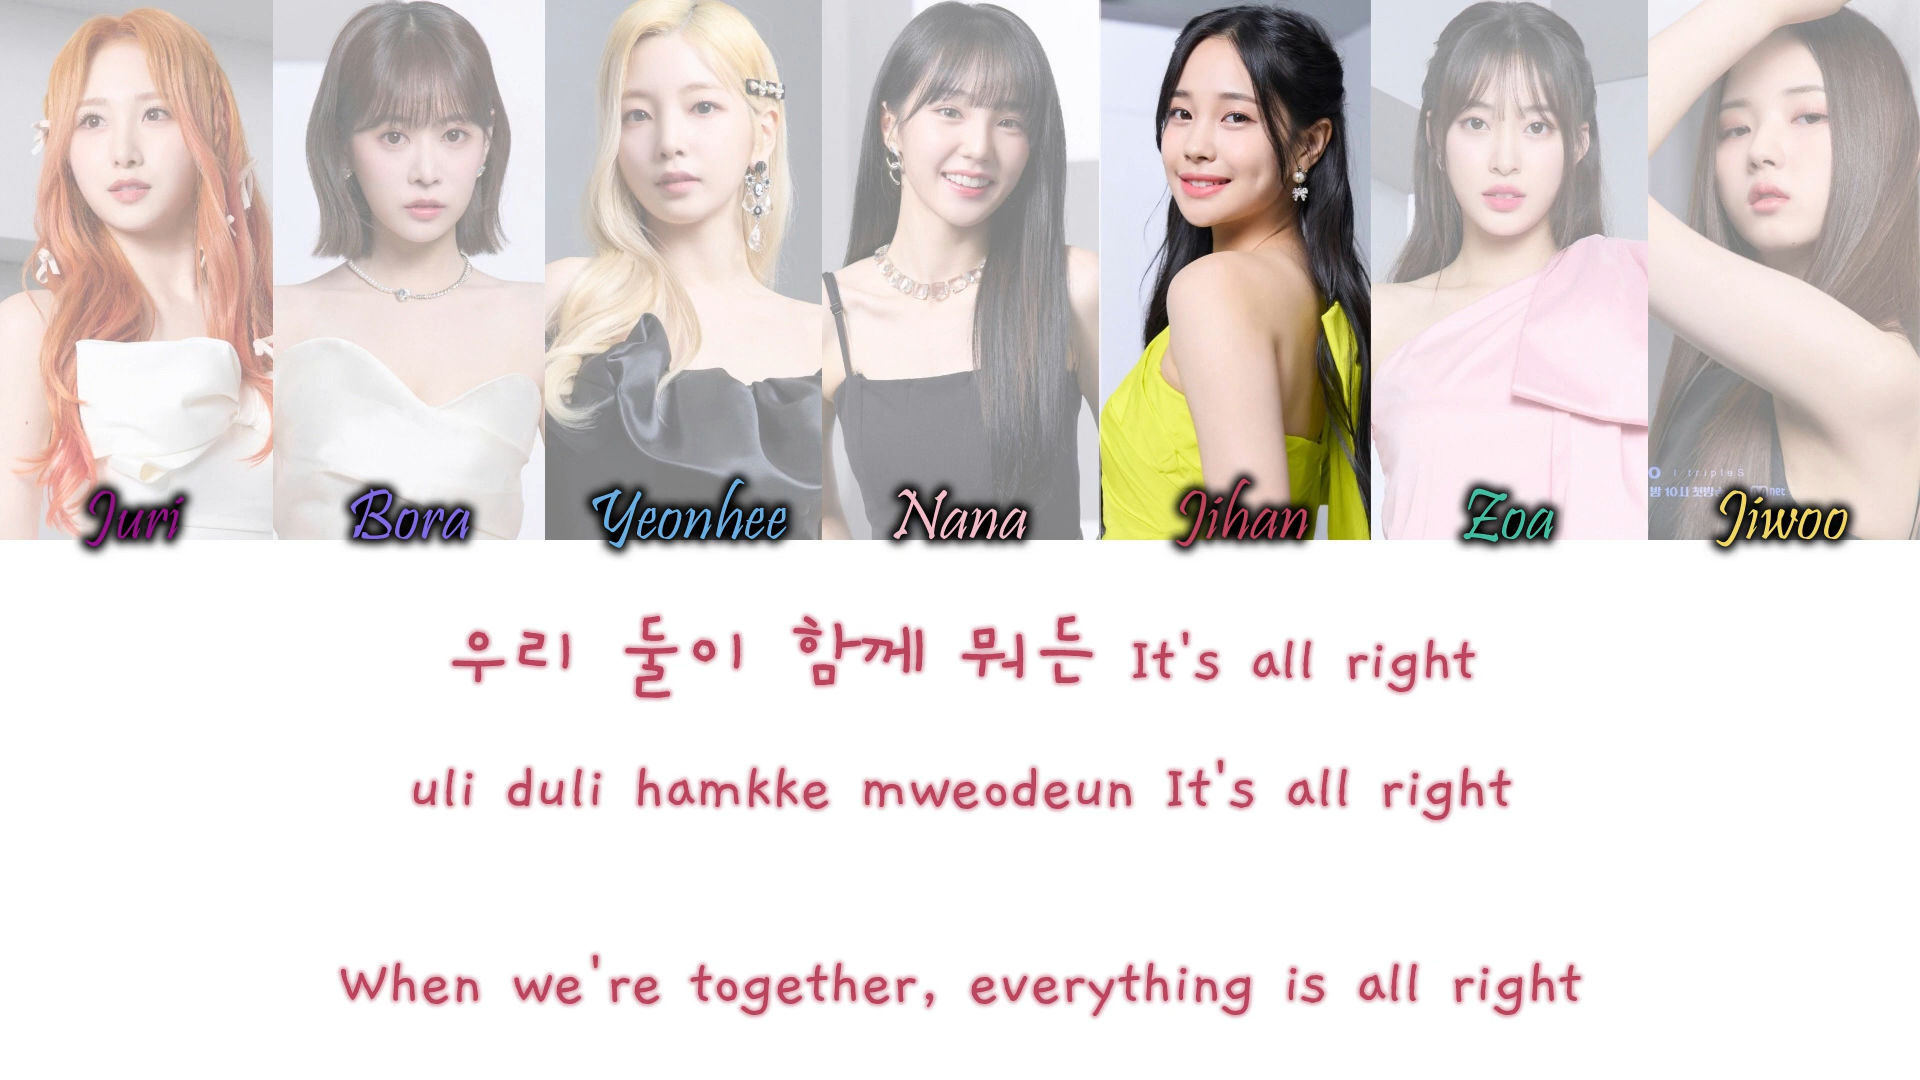 i tripleS
Juri
Bora
Yeonhee
Nana
Jihan
Zoa
Jiwoo
우리 둘이 함께 뭐든 It's all right
uli duli hamkke mweodeun It's all right
When we're together, everything is all right